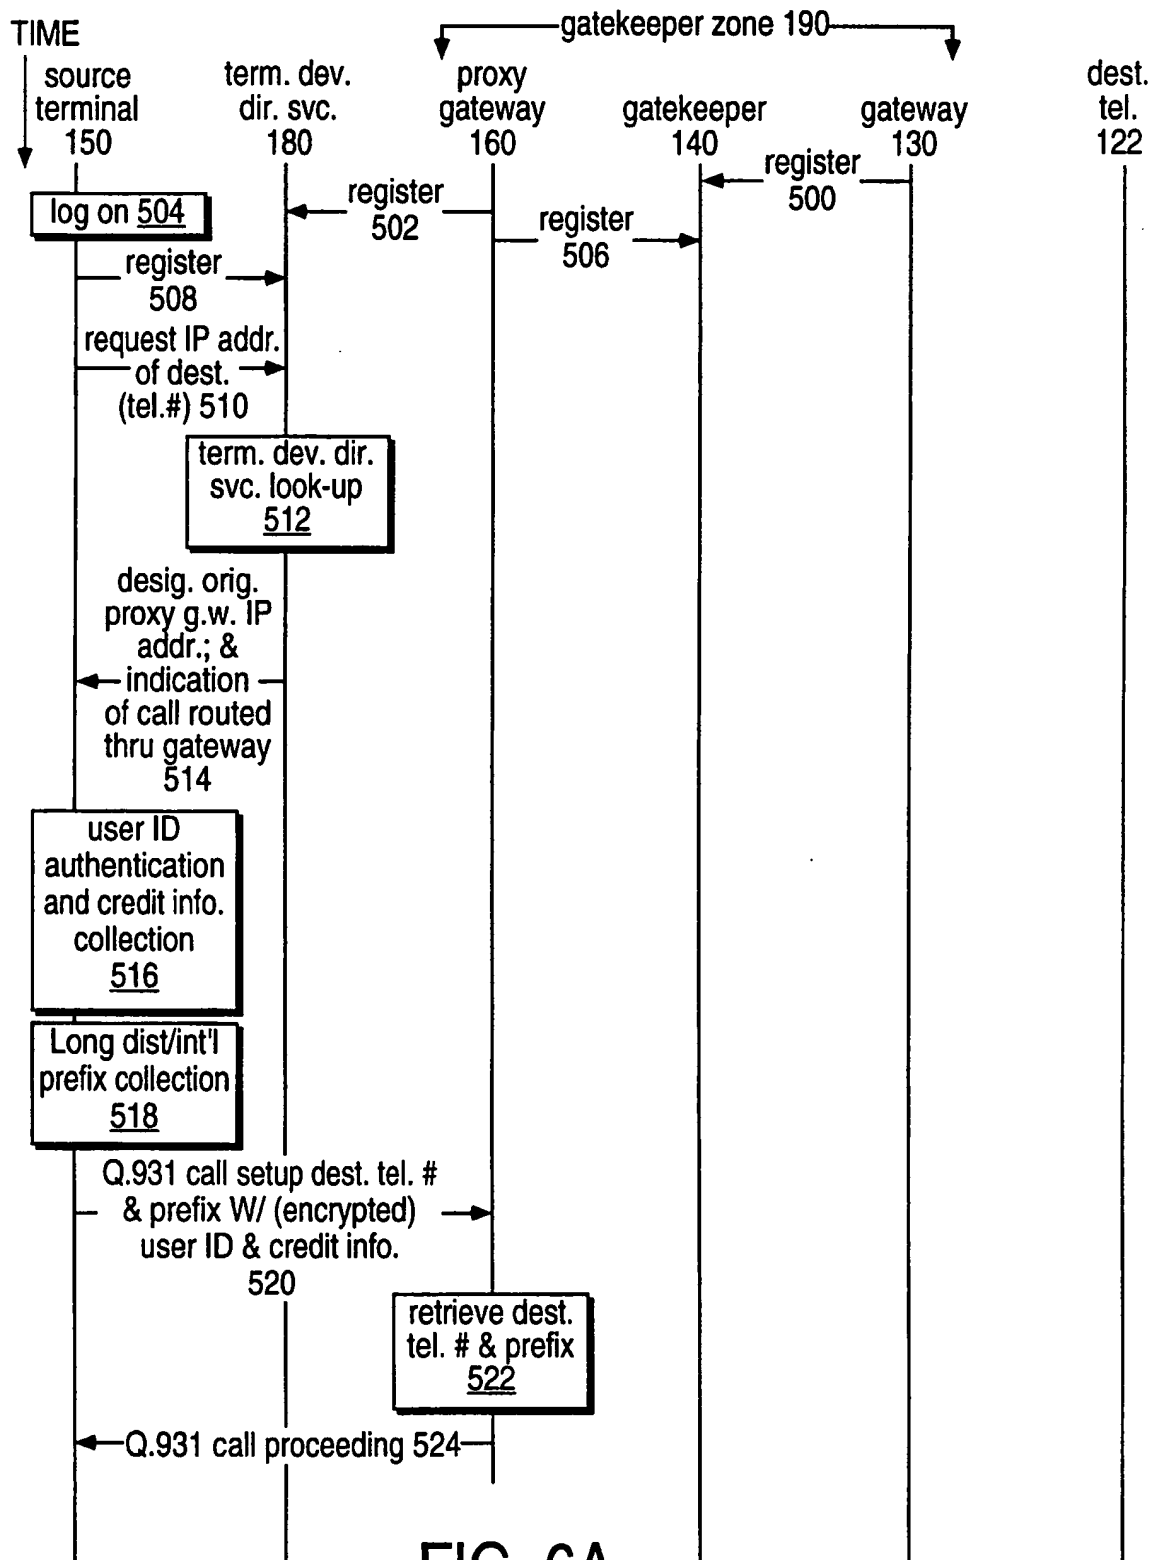 TIME
gatekeeper zone 190
source
terminal
150
term. dev.
dir. svc.
180
proxy
gateway
160
gatekeeper
140
gateway
130
dest.
tel.
122
register
500
register
502
log on 504
register
506
register
508
request IP addr.
of dest.
(tel.#) 510
term. dev. dir.
svc. look-up
512
desig. orig.
proxy g.w. IP
addr.; &
indication
of call routed
thru gateway
514
user ID
authentication
and credit info.
collection
516
Long dist/int'l
prefix collection
518
Q.931 call setup dest. tel. #
& prefix W/ (encrypted)
user ID & credit info.
520
retrieve dest.
tel. # & prefix
522
Q.931 call proceeding 524
FIG. 6A